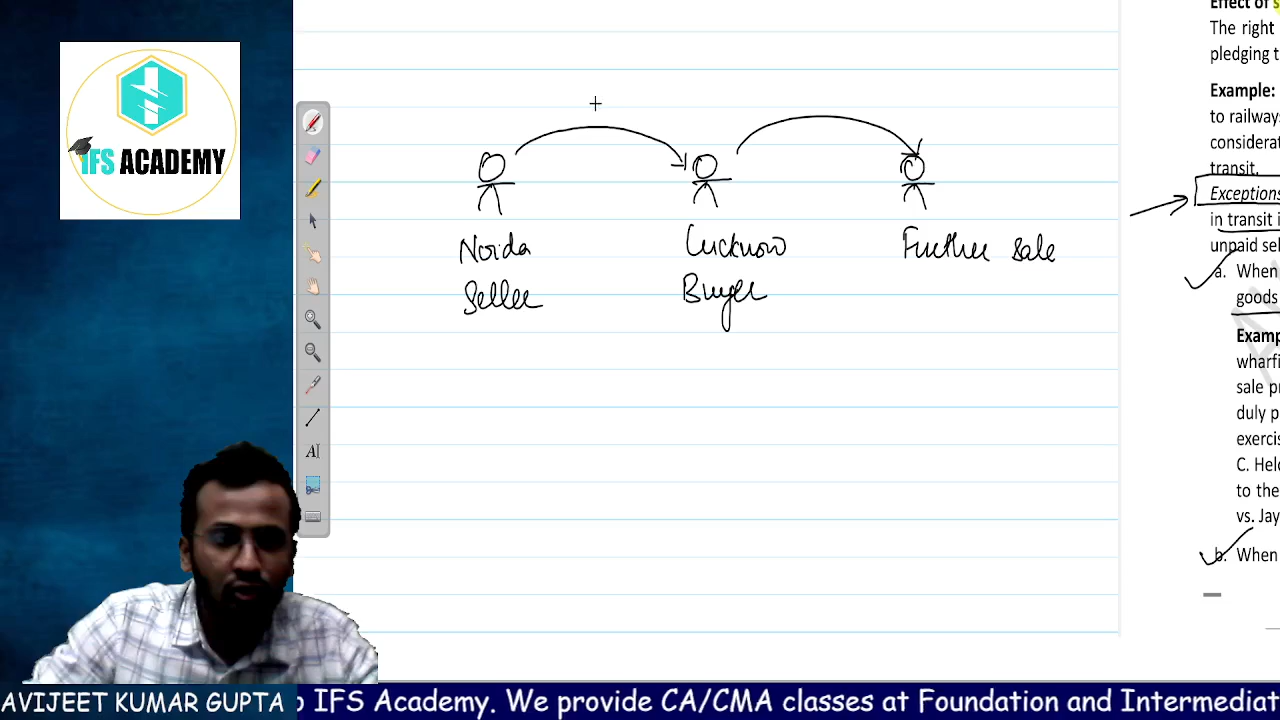 IFS ACADEMY
Noida
Seller
Lucknow
Buyer
Further Sale
Effect of s
The right
pledging t
Example:
to railways
considerat
transit.
Exceptions
in transit i
unpaid sel
a. When
goods
Examp
wharfi
sale pr
duly p
exercis
C. Held
to the
vs. Jay
b. When
AI
AVIJEET KUMAR GUPTA
o IFS Academy. We provide CA/CMA classes at Foundation and Intermediat